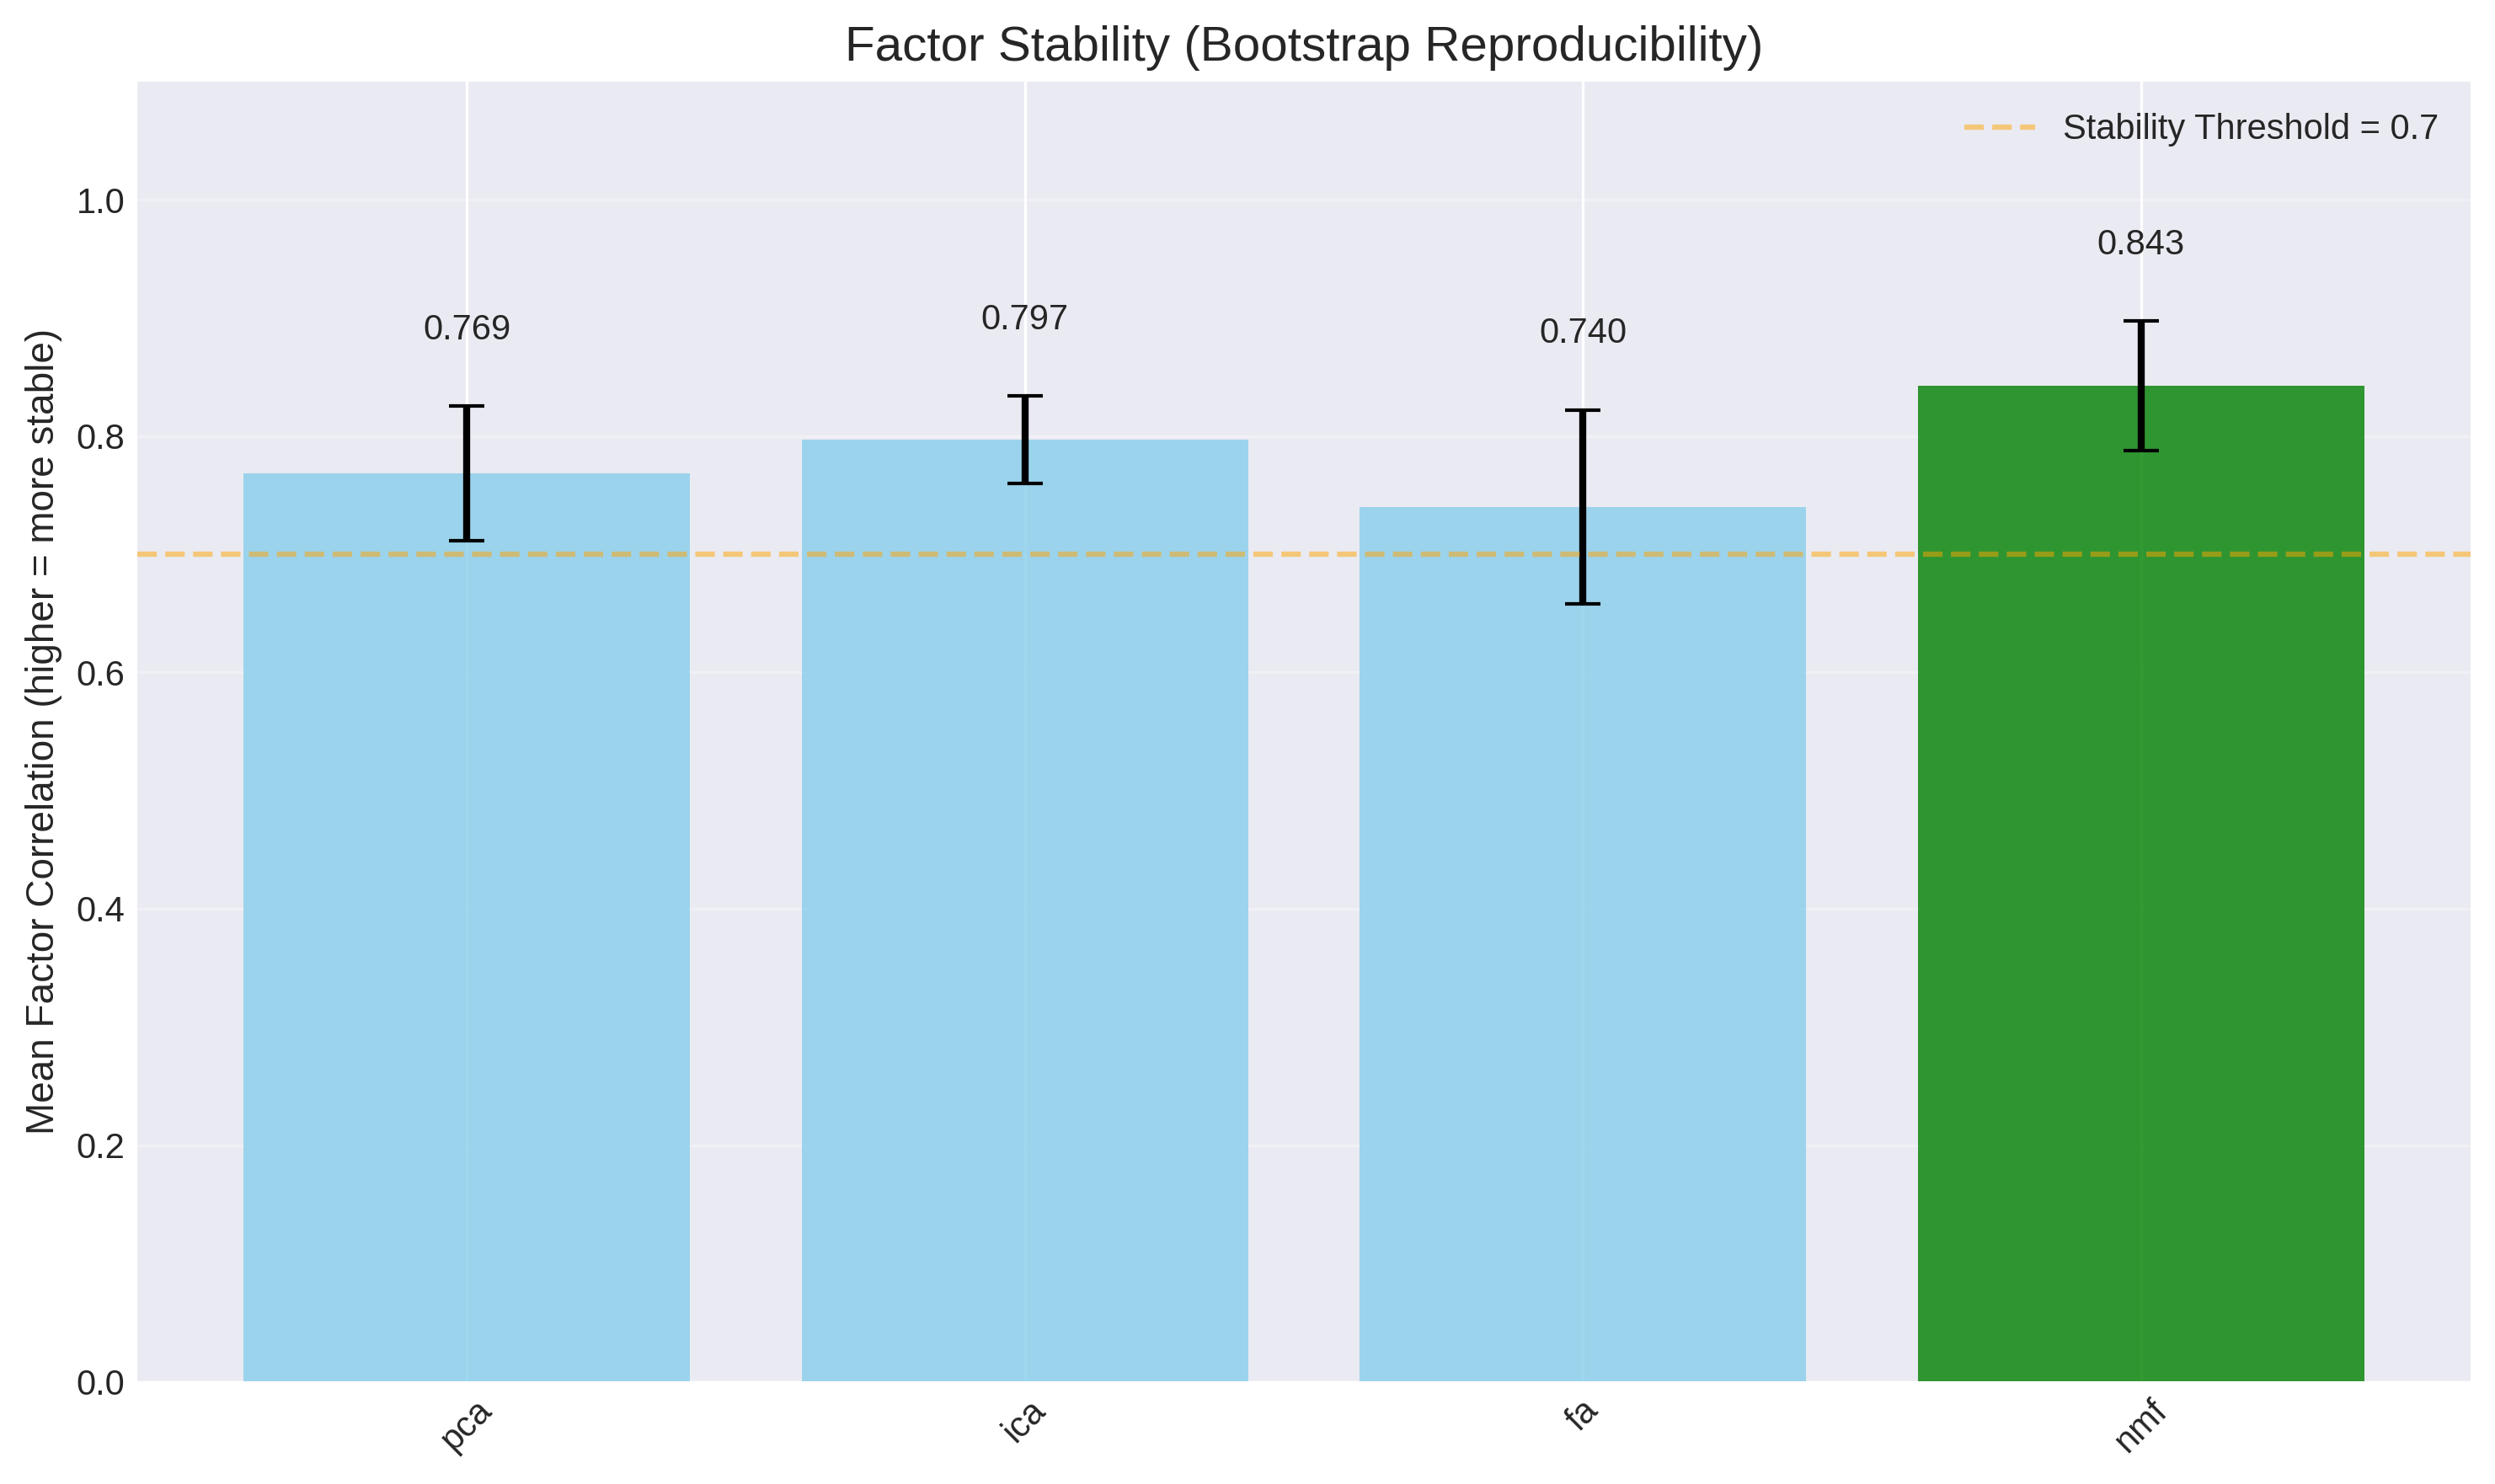 Factor Stability (Bootstrap Reproducibility)
Stability Threshold = 0.7
Mean Factor Correlation (higher = more stable)
1.0
0.8
0.6
0.4
0.2
0.0
0.769
0.797
0.740
0.843
pca
ica
fa
nmf